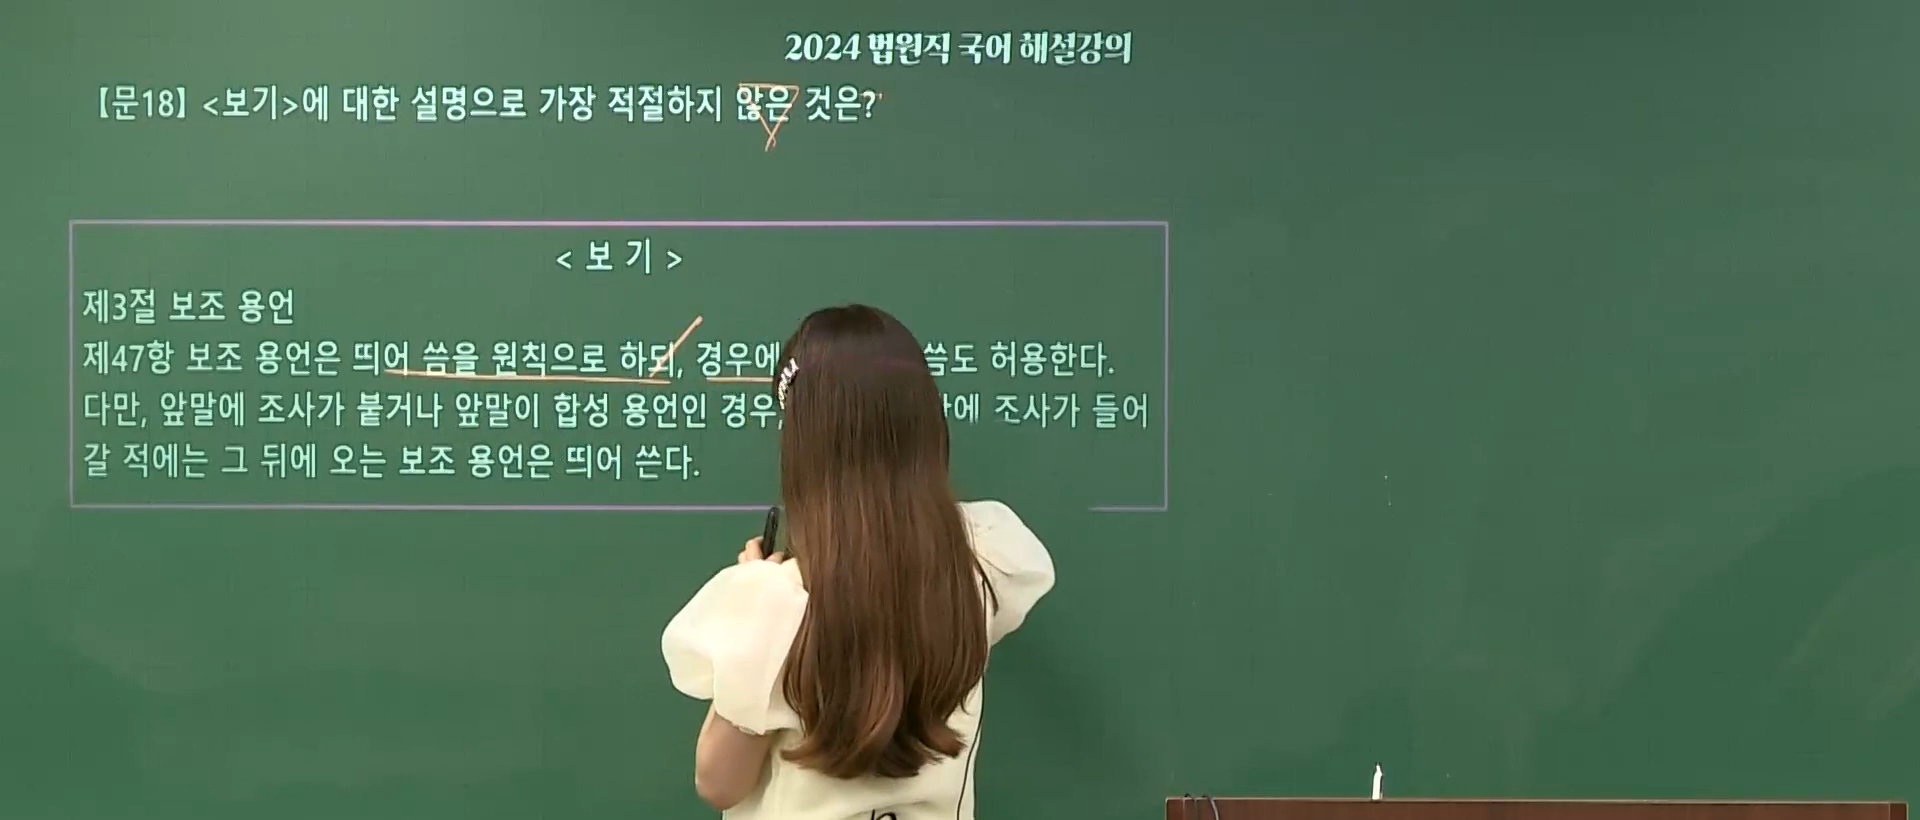 2024 법원직 국어 해설강의
【문18】 <보기>에 대한 설명으로 가장 적절하지 않은 것은?
< 보 기 >
제3절 보조 용언
제47항 보조 용언은 띄어 씀을 원칙으로 하되, 경우에 씀도 허용한다.
다만, 앞말에 조사가 붙거나 앞말이 합성 용언인 경우, 조사가 들어
갈 적에는 그 뒤에 오는 보조 용언은 띄어 쓴다.